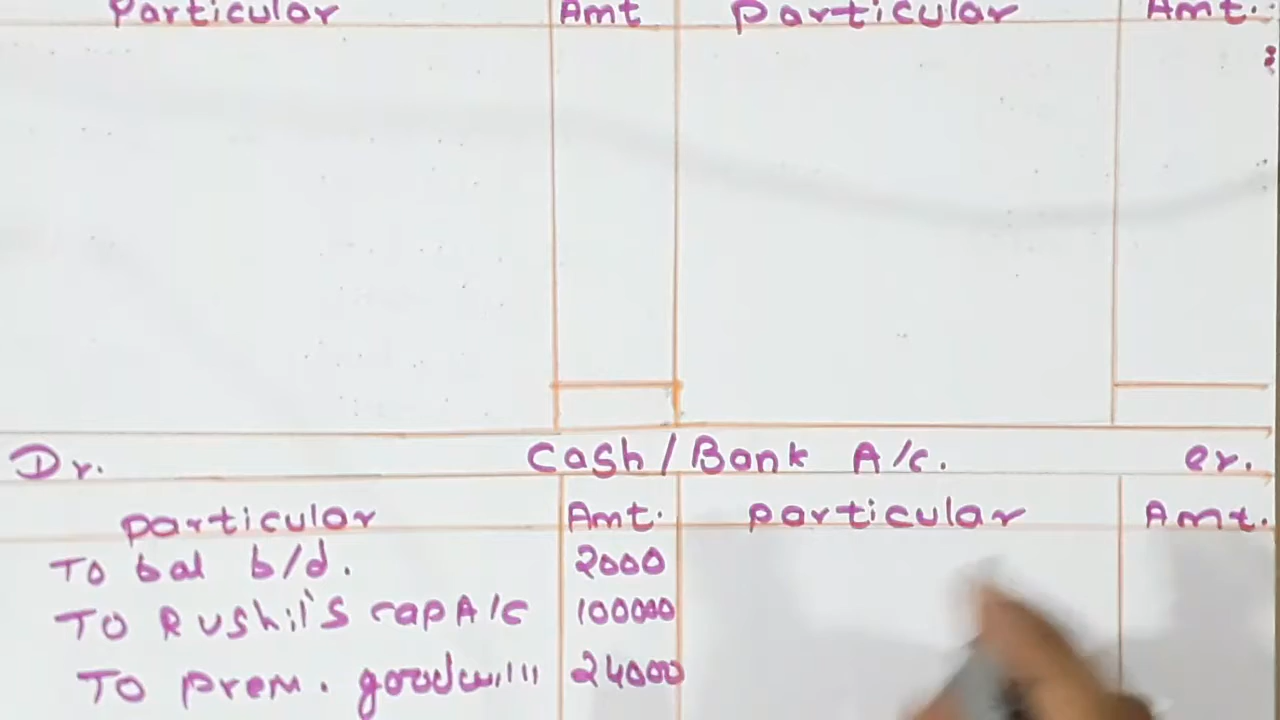 Particular Amt Particular Amt.
Dr. Cash/Bank A/c. cr.
particular Amt. particular Amt.
To bal b/d. 2000
To Rushil's cap A/c 100000
To prem. goodwill 24000